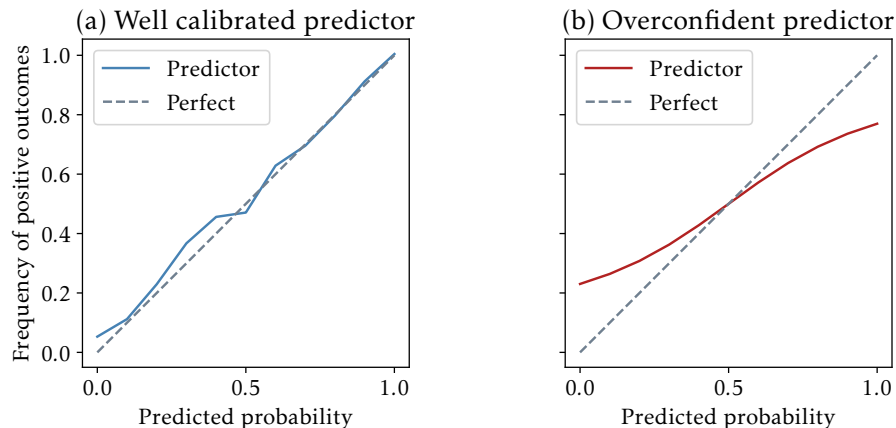 (a) Well calibrated predictor
Frequency of positive outcomes
1.0
0.8
0.6
0.4
0.2
0.0
Predictor
Perfect
0.0 0.5 1.0
Predicted probability
(b) Overconfident predictor
Predictor
Perfect
0.0 0.5 1.0
Predicted probability